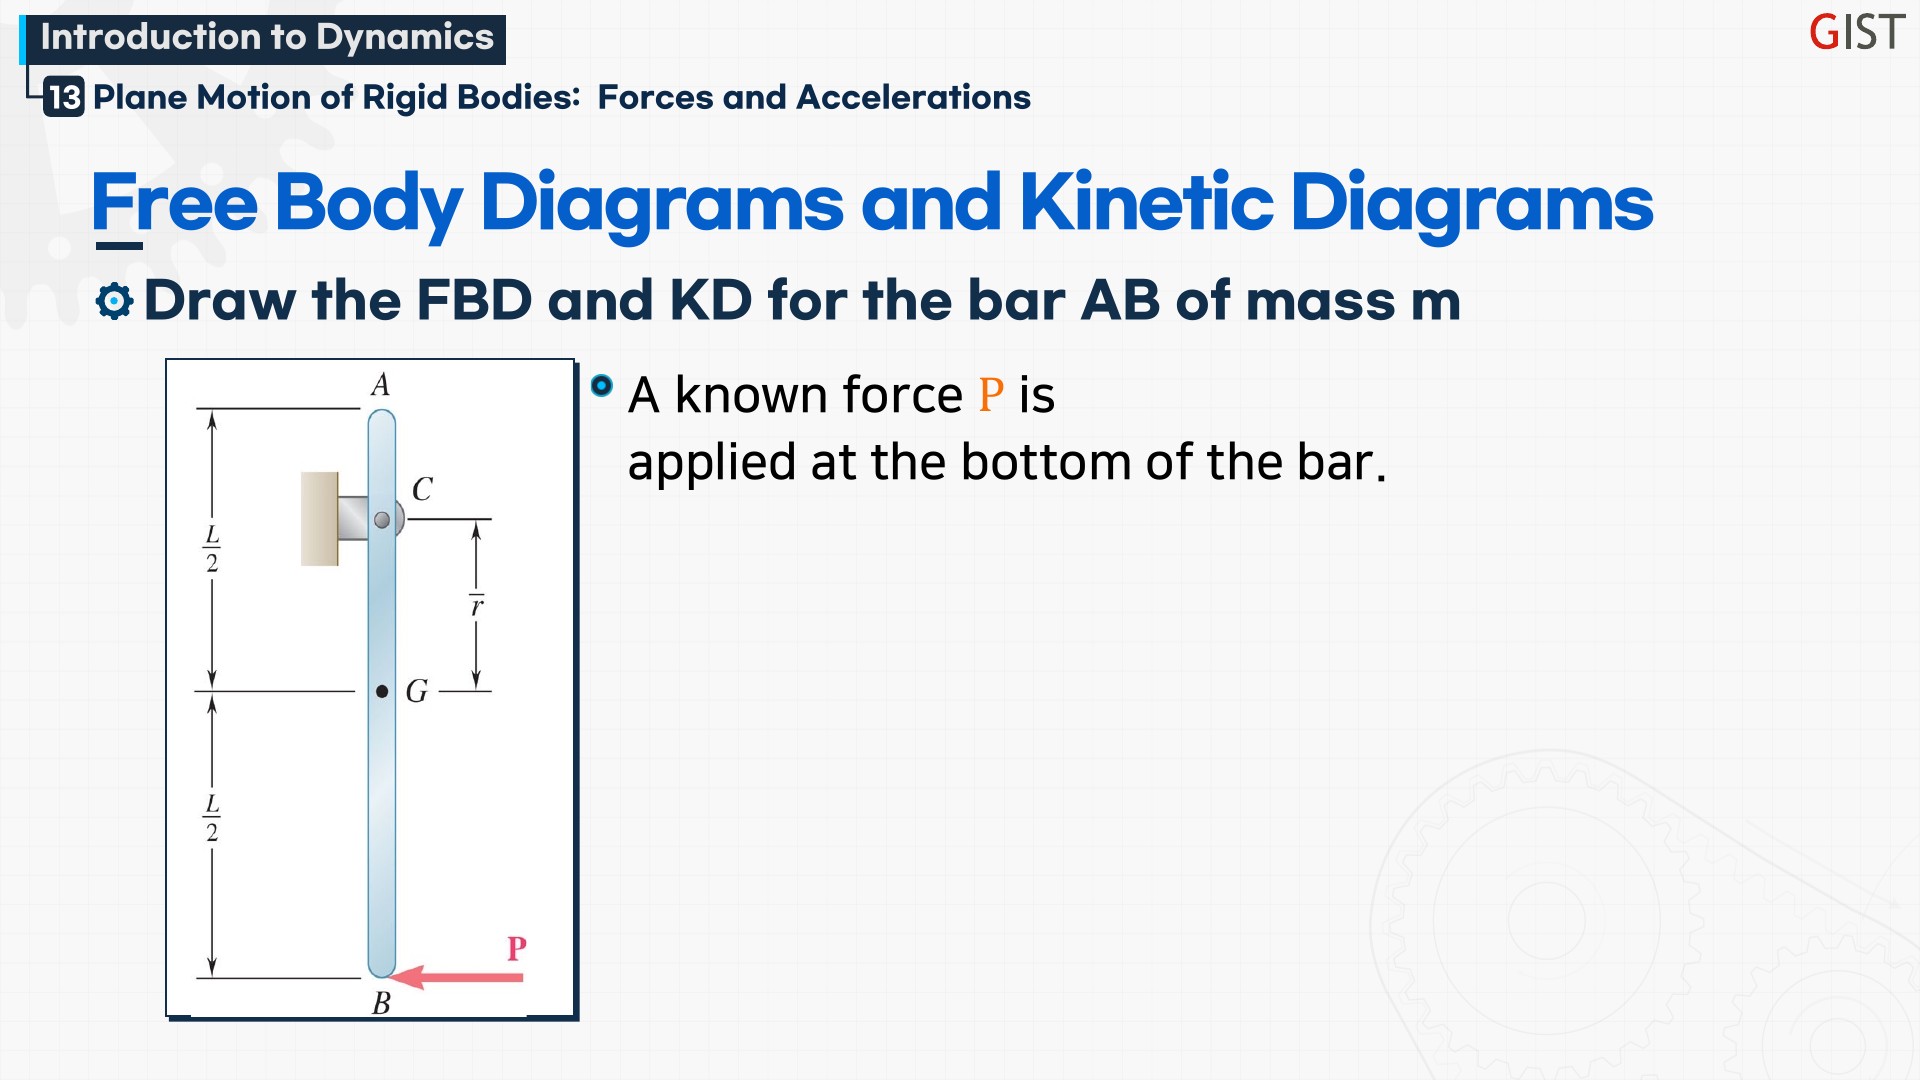 Introduction to Dynamics
GIST
13 Plane Motion of Rigid Bodies: Forces and Accelerations
Free Body Diagrams and Kinetic Diagrams
Draw the FBD and KD for the bar AB of mass m
A known force P is
applied at the bottom of the bar.
A
C
L
2
r̅
G
L
2
P
B